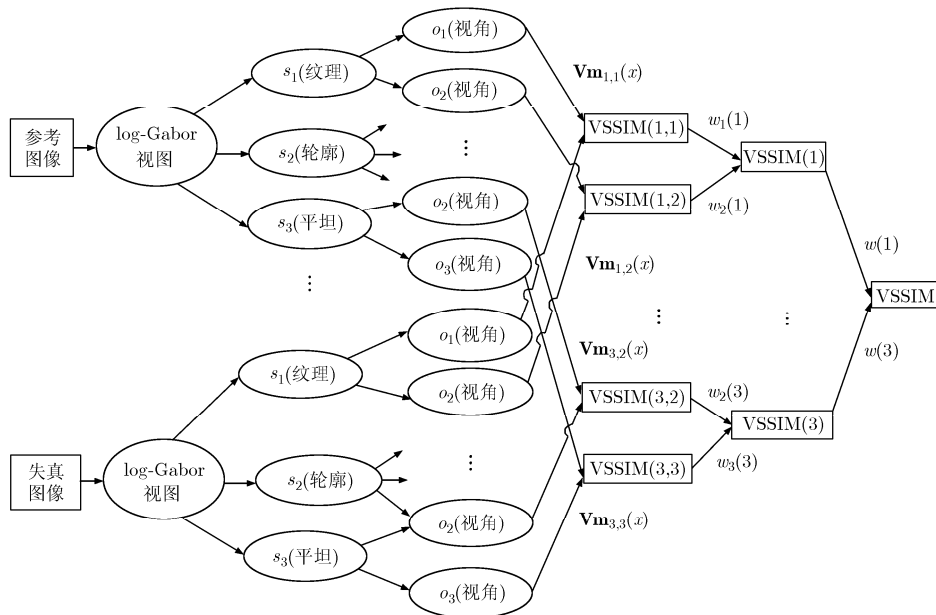 参考
图像
log-Gabor
视图
s₁(纹理)
s₂(轮廓)
s₃(平坦)
⋮
o₁(视角)
o₂(视角)
⋮
o₂(视角)
o₃(视角)
失真
图像
log-Gabor
视图
s₁(纹理)
s₂(轮廓)
s₃(平坦)
o₁(视角)
o₂(视角)
⋮
o₂(视角)
o₃(视角)
Vm₁,₁(x)
VSSIM(1,1)
VSSIM(1,2)
Vm₁,₂(x)
⋮
Vm₃,₂(x)
VSSIM(3,2)
VSSIM(3,3)
Vm₃,₃(x)
w₁(1)
w₂(1)
VSSIM(1)
⋮
w₂(3)
w₃(3)
VSSIM(3)
w(1)
VSSIM
w(3)